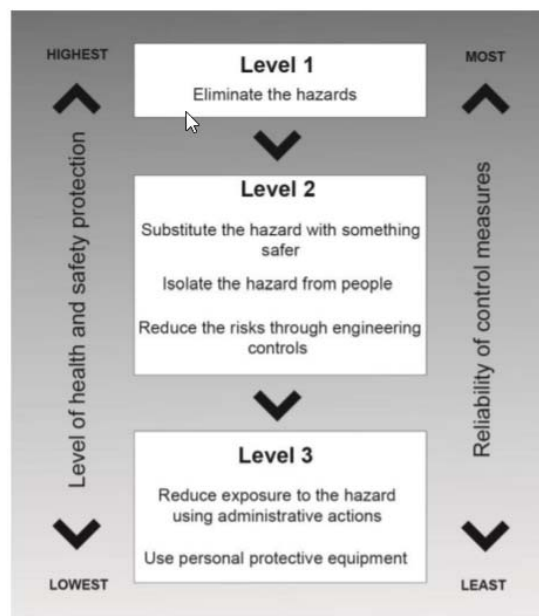 HIGHEST
MOST
Level 1
Eliminate the hazards
Level 2
Substitute the hazard with something
safer
Isolate the hazard from people
Reduce the risks through engineering
controls
Level 3
Reduce exposure to the hazard
using administrative actions
Use personal protective equipment
Level of health and safety protection
Reliability of control measures
LOWEST
LEAST